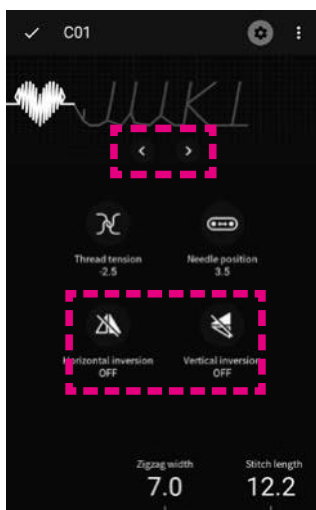 C01
JUKI
Thread tension
-2.5
Needle position
3.5
Horizontal inversion
OFF
Vertical inversion
OFF
Zigzag width
7.0
Stitch length
12.2